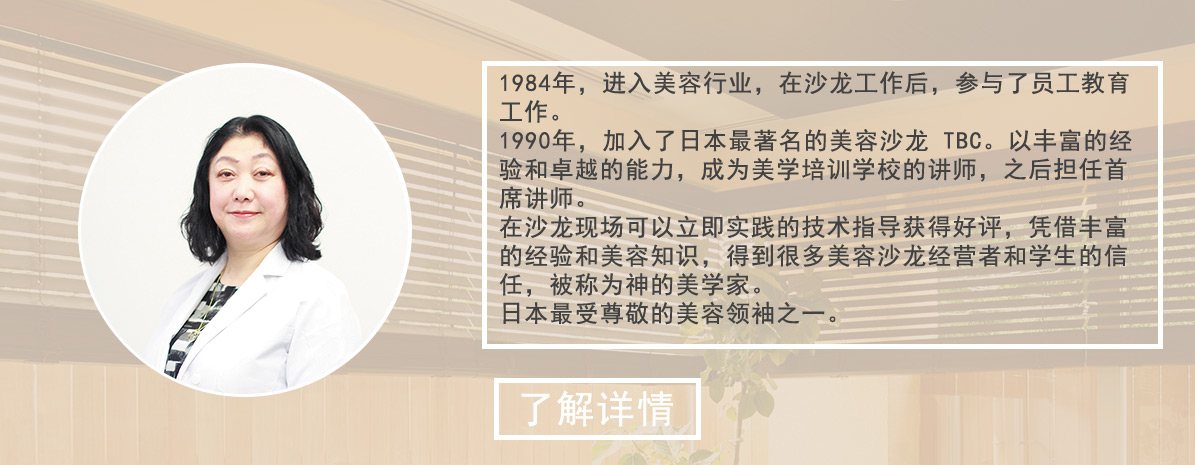 1984年，进入美容行业，在沙龙工作后，参与了员工教育
工作。
1990年，加入了日本最著名的美容沙龙 TBC。以丰富的经
验和卓越的能力，成为美学培训学校的讲师，之后担任首
席讲师。
在沙龙现场可以立即实践的技术指导获得好评，凭借丰富
的经验和美容知识，得到很多美容沙龙经营者和学生的信
任，被称为神的美学家。
日本最受尊敬的美容领袖之一。
了解详情